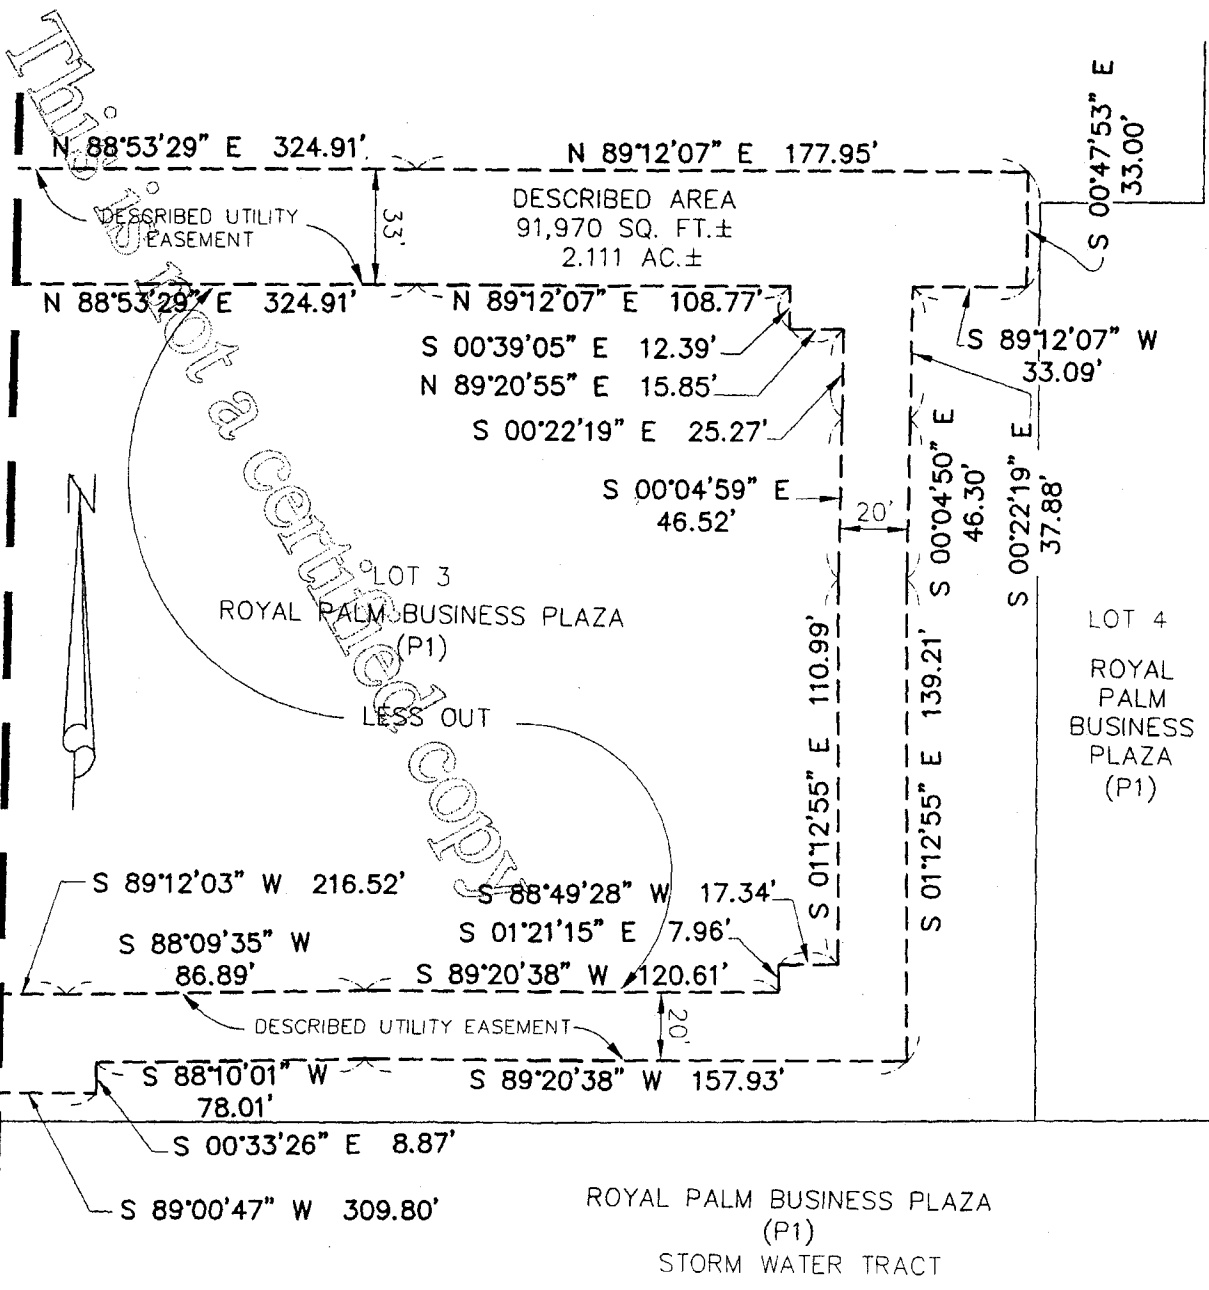 This is not a certified copy
S 00°47'53" E
33.00'
N 88°53'29" E 324.91'
N 89°12'07" E 177.95'
DESCRIBED AREA
91,970 SQ. FT.±
2.111 AC.±
DESCRIBED UTILITY
EASEMENT
33'
N 88°53'29" E 324.91'
N 89°12'07" E 108.77'
S 00°39'05" E 12.39'
S 89°12'07" W
33.09'
N 89°20'55" E 15.85'
S 00°22'19" E 25.27'
S 00°04'59" E
46.52'
20'
S 00°04'50" E
46.30'
S 00°22'19" E
37.88'
N
LOT 3
ROYAL PALM BUSINESS PLAZA
(P1)
LOT 4
ROYAL
PALM
BUSINESS
PLAZA
(P1)
LESS OUT
S 01°12'55" E 110.99'
S 01°12'55" E 139.21'
S 89°12'03" W 216.52'
S 88°49'28" W 17.34'
S 01°21'15" E 7.96'
S 88°09'35" W
86.89'
S 89°20'38" W 120.61'
DESCRIBED UTILITY EASEMENT
20'
S 88°10'01" W
78.01'
S 89°20'38" W 157.93'
S 00°33'26" E 8.87'
S 89°00'47" W 309.80'
ROYAL PALM BUSINESS PLAZA
(P1)
STORM WATER TRACT